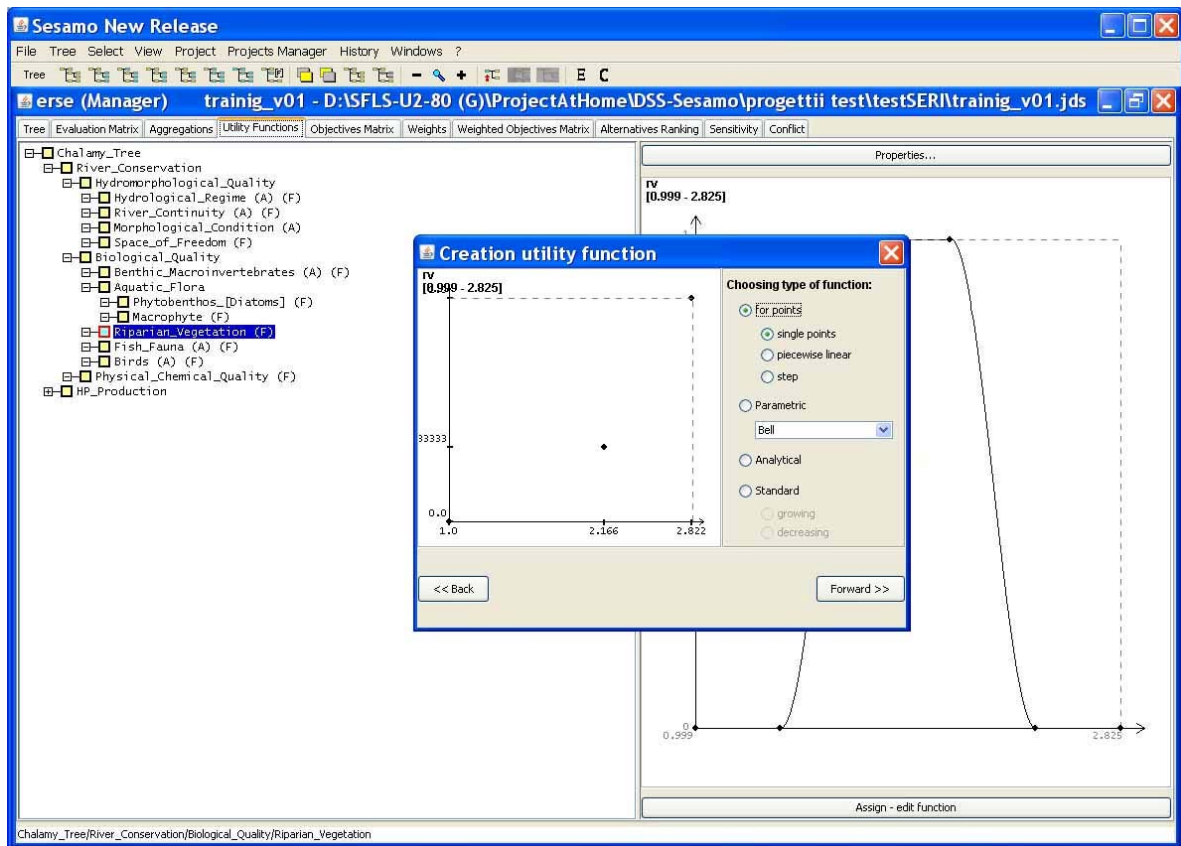 Sesamo New Release
File Tree Select View Project Projects Manager History Windows ?
Tree E C
erse (Manager) trainig_v01 - D:\SFLS-U2-80 (G)\ProjectAtHome\DSS-Sesamo\progettii test\testSERI\trainig_v01.jds
Tree Evaluation Matrix Aggregations Utility Functions Objectives Matrix Weights Weighted Objectives Matrix Alternatives Ranking Sensitivity Conflict
Chalamy_Tree
River_Conservation
Hydromorphological_Quality
Hydrological_Regime (A) (F)
River_Continuity (A) (F)
Morphological_Condition (A)
Space_of_Freedom (F)
Biological_Quality
Benthic_Macroinvertebrates (A) (F)
Aquatic_Flora
Phytobenthos_[Diatoms] (F)
Macrophyte (F)
Riparian_Vegetation (F)
Fish_Fauna (A) (F)
Birds (A) (F)
Physical_Chemical_Quality (F)
HP_Production
Properties...
rv
[0.999 - 2.825]
1
0
0.999
2.825
Assign - edit function
Creation utility function
rv
[0.999 - 2.825]
33333
0.0
1.0 2.166 2.822
Choosing type of function:
for points
single points
piecewise linear
step
Parametric
Bell
Analytical
Standard
growing
decreasing
<< Back
Forward >>
Chalamy_Tree/River_Conservation/Biological_Quality/Riparian_Vegetation